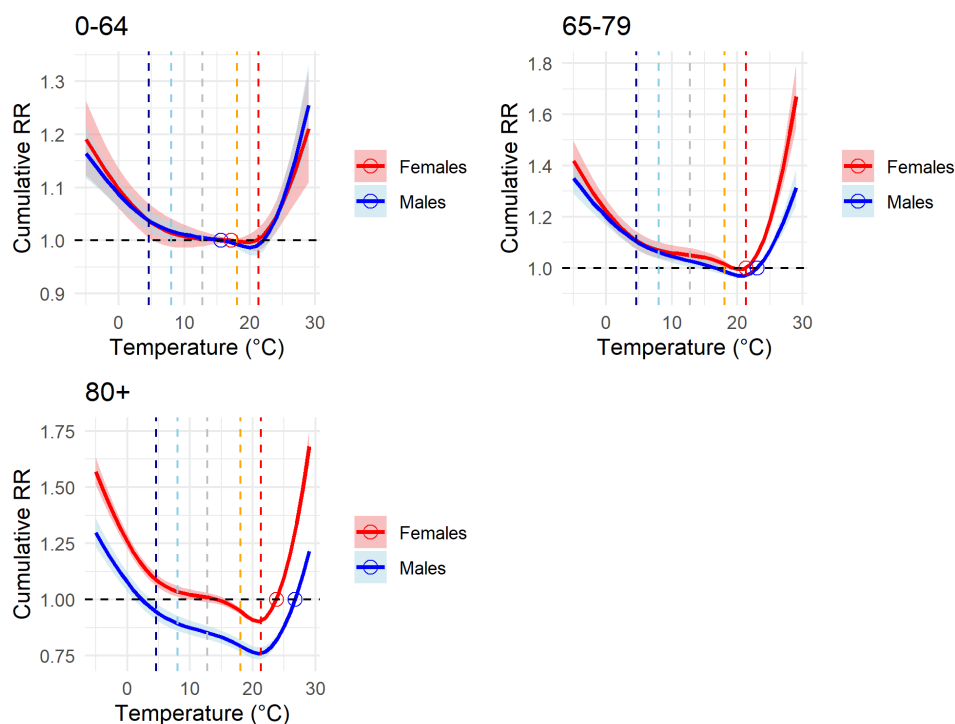 0-64
Cumulative RR
1.3
1.2
1.1
1.0
0.9
0 10 20 30
Temperature (°C)
Females
Males
65-79
Cumulative RR
1.8
1.6
1.4
1.2
1.0
0 10 20 30
Temperature (°C)
Females
Males
80+
Cumulative RR
1.75
1.50
1.25
1.00
0.75
0 10 20 30
Temperature (°C)
Females
Males